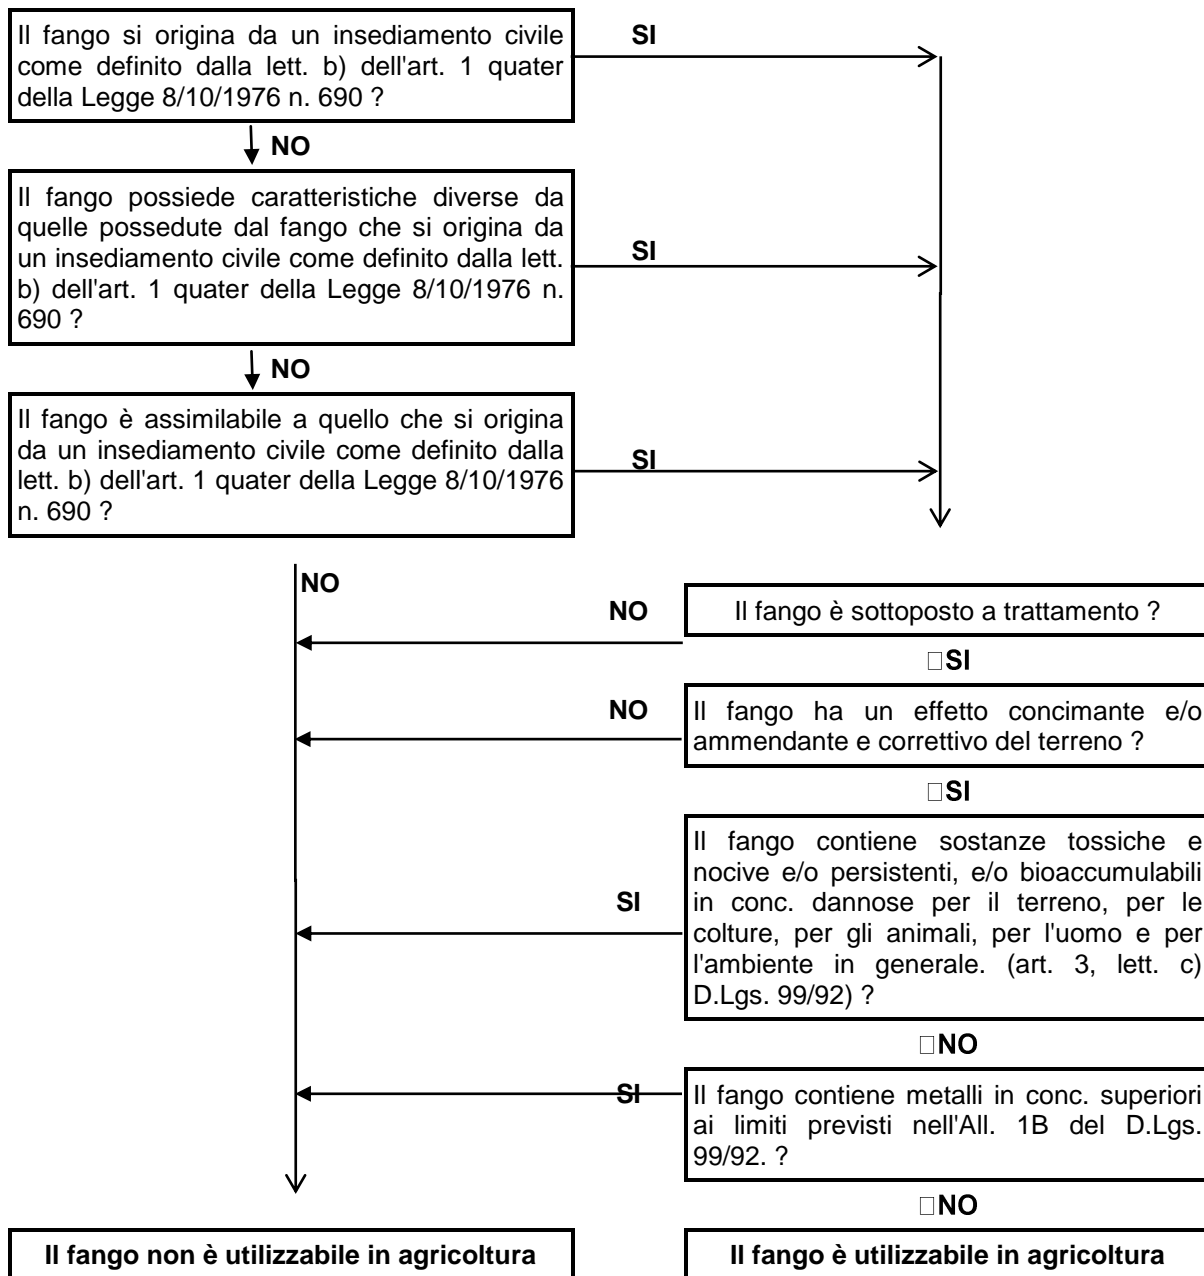 Il fango si origina da un insediamento civile
come definito dalla lett. b) dell'art. 1 quater
della Legge 8/10/1976 n. 690 ?
SI
NO
Il fango possiede caratteristiche diverse da
quelle possedute dal fango che si origina da
un insediamento civile come definito dalla lett.
b) dell'art. 1 quater della Legge 8/10/1976 n.
690 ?
SI
NO
Il fango è assimilabile a quello che si origina
da un insediamento civile come definito dalla
lett. b) dell'art. 1 quater della Legge 8/10/1976
n. 690 ?
SI
NO
NO
Il fango è sottoposto a trattamento ?
□SI
NO
Il fango ha un effetto concimante e/o
ammendante e correttivo del terreno ?
□SI
Il fango contiene sostanze tossiche e
nocive e/o persistenti, e/o bioaccumulabili
in conc. dannose per il terreno, per le
colture, per gli animali, per l'uomo e per
l'ambiente in generale. (art. 3, lett. c)
D.Lgs. 99/92) ?
SI
□NO
SI
Il fango contiene metalli in conc. superiori
ai limiti previsti nell'All. 1B del D.Lgs.
99/92. ?
□NO
Il fango non è utilizzabile in agricoltura
Il fango è utilizzabile in agricoltura